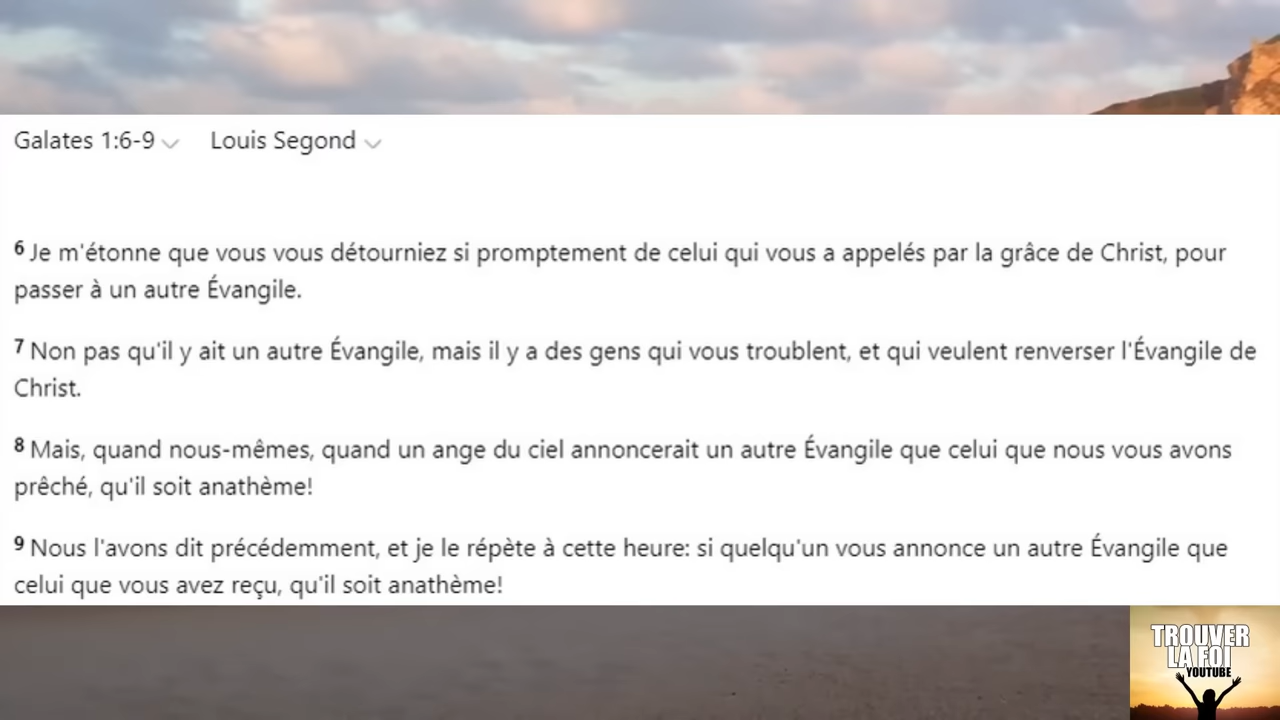 Galates 1:6-9 Louis Segond
6 Je m'étonne que vous vous détourniez si promptement de celui qui vous a appelés par la grâce de Christ, pour
passer à un autre Évangile.
7 Non pas qu'il y ait un autre Évangile, mais il y a des gens qui vous troublent, et qui veulent renverser l'Évangile de
Christ.
8 Mais, quand nous-mêmes, quand un ange du ciel annoncerait un autre Évangile que celui que nous vous avons
prêché, qu'il soit anathème!
9 Nous l'avons dit précédemment, et je le répète à cette heure: si quelqu'un vous annonce un autre Évangile que
celui que vous avez reçu, qu'il soit anathème!
TROUVER
LA FOI
YOUTUBE